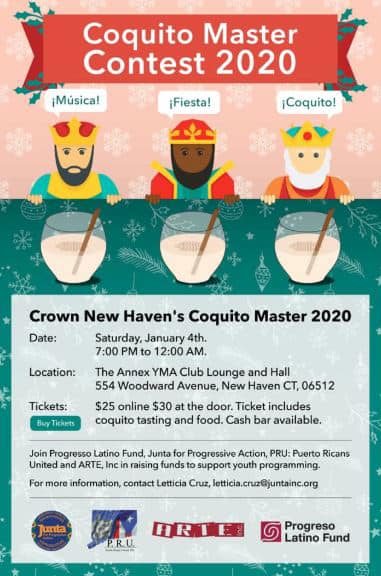 Coquito Master
Contest 2020
¡Música!
¡Fiesta!
¡Coquito!
Crown New Haven's Coquito Master 2020
Date: Saturday, January 4th.
7:00 PM to 12:00 AM.
Location: The Annex YMA Club Lounge and Hall
554 Woodward Avenue, New Haven CT, 06512
Tickets: $25 online $30 at the door. Ticket includes
Buy Tickets coquito tasting and food. Cash bar available.
Join Progresso Latino Fund, Junta for Progressive Action, PRU: Puerto Ricans
United and ARTE, Inc in raising funds to support youth programming.
For more information, contact Letticia Cruz, letticia.cruz@juntainc.org
Junta
P.R.U.
ARTE
Progreso
Latino Fund